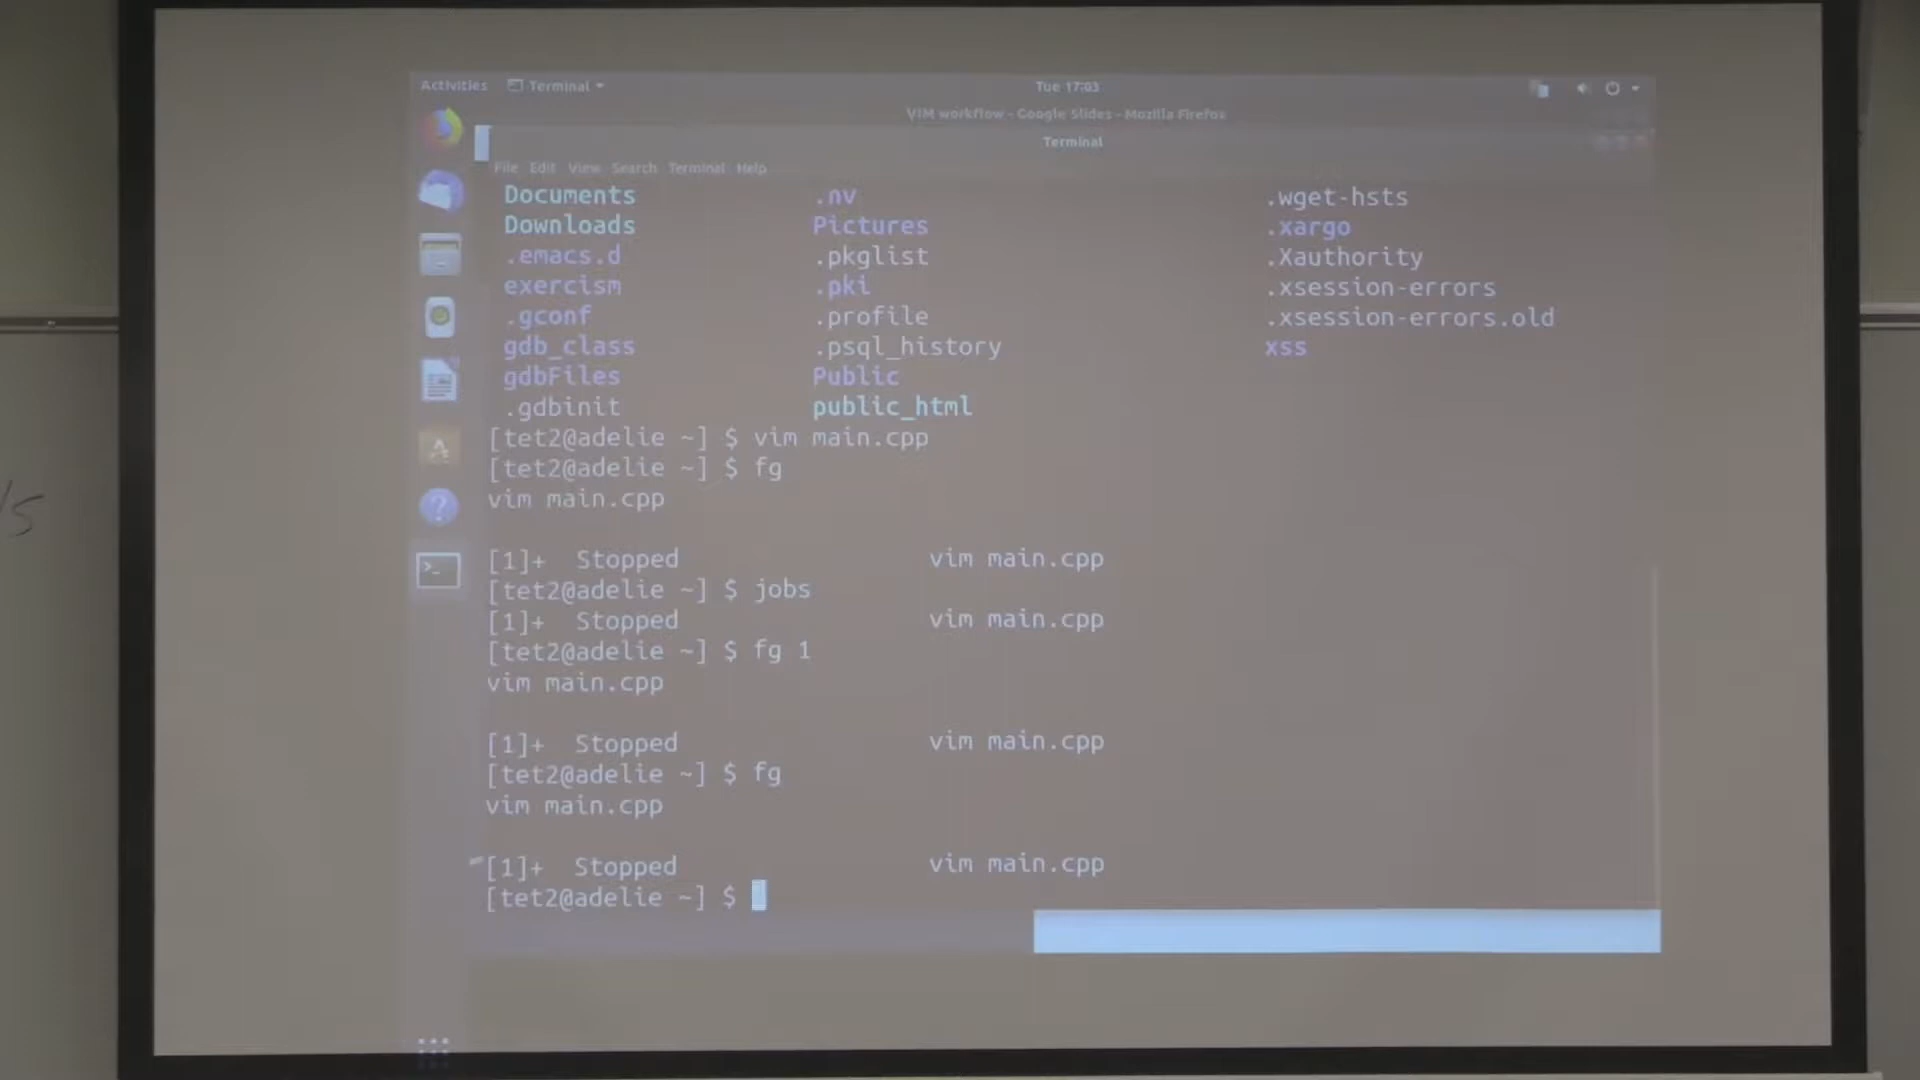 Activities Terminal Tue 17:03
VIM workflow - Google Slides - Mozilla Firefox
Terminal
File Edit View Search Terminal Help
Documents .nv .wget-hsts
Downloads Pictures .xargo
.emacs.d .pkglist .Xauthority
exercism .pki .xsession-errors
.gconf .profile .xsession-errors.old
gdb_class .psql_history xss
gdbFiles Public
.gdbinit public_html
[tet2@adelie ~] $ vim main.cpp
[tet2@adelie ~] $ fg
vim main.cpp
[1]+ Stopped vim main.cpp
[tet2@adelie ~] $ jobs
[1]+ Stopped vim main.cpp
[tet2@adelie ~] $ fg 1
vim main.cpp
[1]+ Stopped vim main.cpp
[tet2@adelie ~] $ fg
vim main.cpp
[1]+ Stopped vim main.cpp
[tet2@adelie ~] $